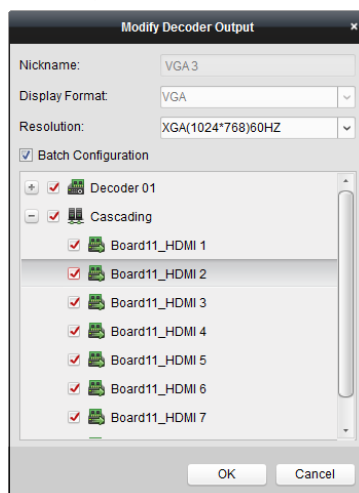 Modify Decoder Output ×
Nickname: VGA 3
Display Format: VGA
Resolution: XGA(1024*768)60HZ
Batch Configuration
Decoder 01
Cascading
Board11_HDMI 1
Board11_HDMI 2
Board11_HDMI 3
Board11_HDMI 4
Board11_HDMI 5
Board11_HDMI 6
Board11_HDMI 7
OK Cancel